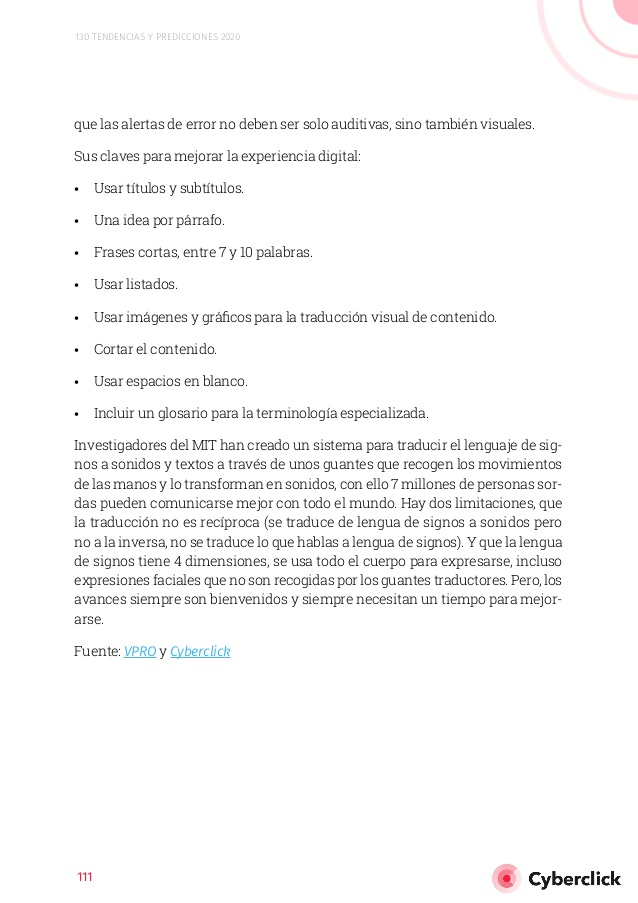 130 TENDENCIAS Y PREDICCIONES 2020
que las alertas de error no deben ser solo auditivas, sino también visuales.
Sus claves para mejorar la experiencia digital:
• Usar títulos y subtítulos.
• Una idea por párrafo.
• Frases cortas, entre 7 y 10 palabras.
• Usar listados.
• Usar imágenes y gráficos para la traducción visual de contenido.
• Cortar el contenido.
• Usar espacios en blanco.
• Incluir un glosario para la terminología especializada.
Investigadores del MIT han creado un sistema para traducir el lenguaje de sig-
nos a sonidos y textos a través de unos guantes que recogen los movimientos
de las manos y lo transforman en sonidos, con ello 7 millones de personas sor-
das pueden comunicarse mejor con todo el mundo. Hay dos limitaciones, que
la traducción no es recíproca (se traduce de lengua de signos a sonidos pero
no a la inversa, no se traduce lo que hablas a lengua de signos). Y que la lengua
de signos tiene 4 dimensiones, se usa todo el cuerpo para expresarse, incluso
expresiones faciales que no son recogidas por los guantes traductores. Pero, los
avances siempre son bienvenidos y siempre necesitan un tiempo para mejor-
arse.
Fuente: VPRO y Cyberclick
111
Cyberclick